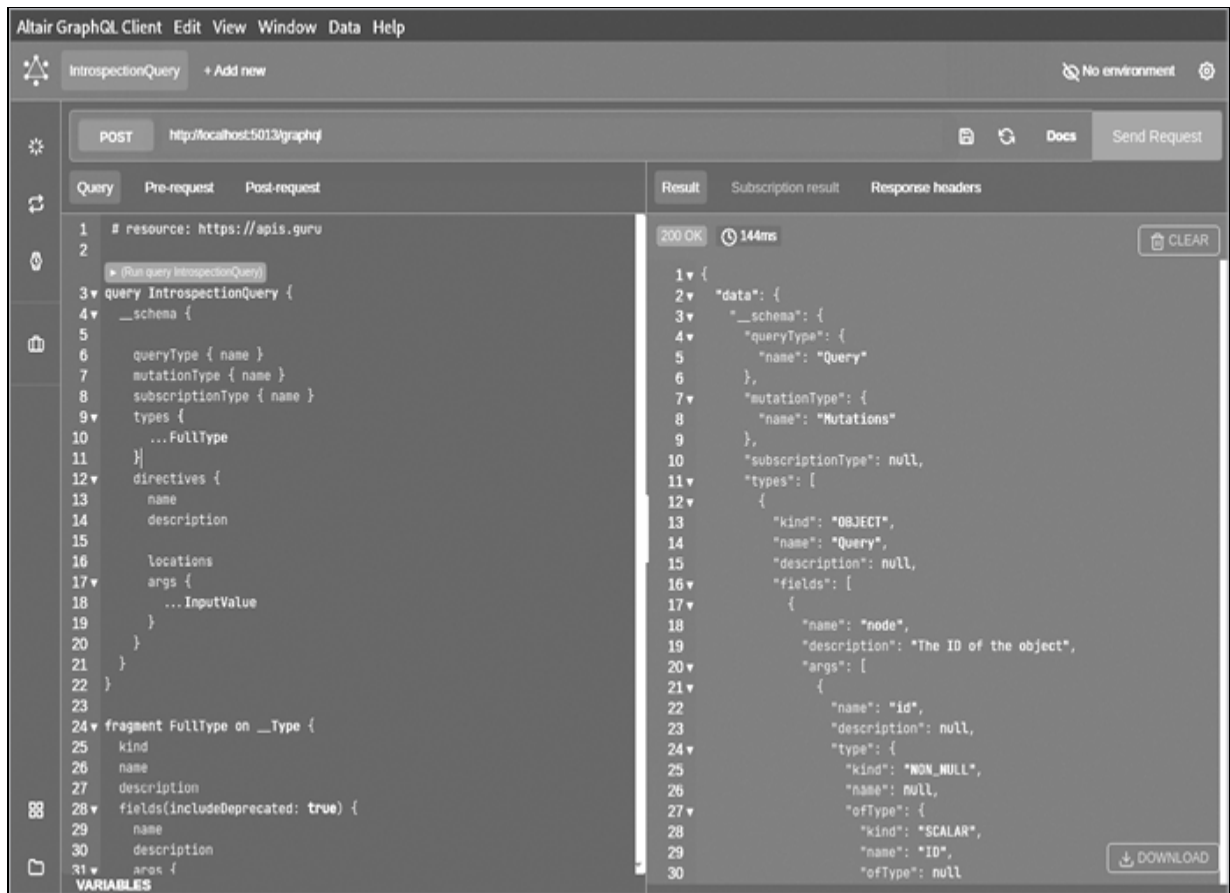 Altair GraphQL Client Edit View Window Data Help
IntrospectionQuery + Add new No environment
POST http://localhost:5013/graphql Docs Send Request
Query Pre-request Post-request
1 # resource: https://apis.guru
2
▸ (Run query IntrospectionQuery)
3 ▾ query IntrospectionQuery {
4 ▾ __schema {
5
6 queryType { name }
7 mutationType { name }
8 subscriptionType { name }
9 ▾ types {
10 ...FullType
11 }
12 ▾ directives {
13 name
14 description
15
16 locations
17 ▾ args {
18 ...InputValue
19 }
20 }
21 }
22 }
23
24 ▾ fragment FullType on __Type {
25 kind
26 name
27 description
28 ▾ fields(includeDeprecated: true) {
29 name
30 description
31 ▾ args {
VARIABLES
Result Subscription result Response headers
200 OK 144ms CLEAR
1 ▾ {
2 ▾ "data": {
3 ▾ "__schema": {
4 ▾ "queryType": {
5 "name": "Query"
6 },
7 ▾ "mutationType": {
8 "name": "Mutations"
9 },
10 "subscriptionType": null,
11 ▾ "types": [
12 ▾ {
13 "kind": "OBJECT",
14 "name": "Query",
15 "description": null,
16 ▾ "fields": [
17 ▾ {
18 "name": "node",
19 "description": "The ID of the object",
20 ▾ "args": [
21 ▾ {
22 "name": "id",
23 "description": null,
24 ▾ "type": {
25 "kind": "NON_NULL",
26 "name": null,
27 ▾ "ofType": {
28 "kind": "SCALAR",
29 "name": "ID",
30 "ofType": null
DOWNLOAD